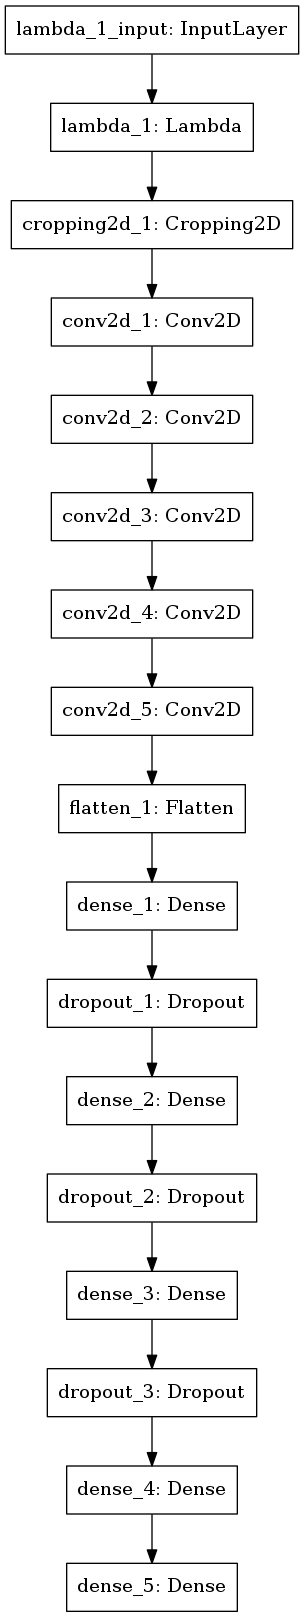 lambda_1_input: InputLayer
lambda_1: Lambda
cropping2d_1: Cropping2D
conv2d_1: Conv2D
conv2d_2: Conv2D
conv2d_3: Conv2D
conv2d_4: Conv2D
conv2d_5: Conv2D
flatten_1: Flatten
dense_1: Dense
dropout_1: Dropout
dense_2: Dense
dropout_2: Dropout
dense_3: Dense
dropout_3: Dropout
dense_4: Dense
dense_5: Dense